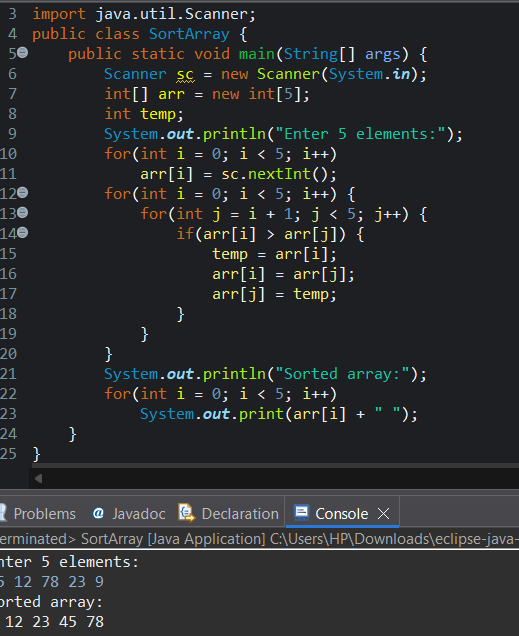 3 import java.util.Scanner;
4 public class SortArray {
5 public static void main(String[] args) {
6 Scanner sc = new Scanner(System.in);
7 int[] arr = new int[5];
8 int temp;
9 System.out.println("Enter 5 elements:");
10 for(int i = 0; i < 5; i++)
11 arr[i] = sc.nextInt();
12 for(int i = 0; i < 5; i++) {
13 for(int j = i + 1; j < 5; j++) {
14 if(arr[i] > arr[j]) {
15 temp = arr[i];
16 arr[i] = arr[j];
17 arr[j] = temp;
18 }
19 }
20 }
21 System.out.println("Sorted array:");
22 for(int i = 0; i < 5; i++)
23 System.out.print(arr[i] + " ");
24 }
25 }
Problems @ Javadoc Declaration Console
erminated> SortArray [Java Application] C:\Users\HP\Downloads\eclipse-java-
nter 5 elements:
5 12 78 23 9
orted array:
12 23 45 78